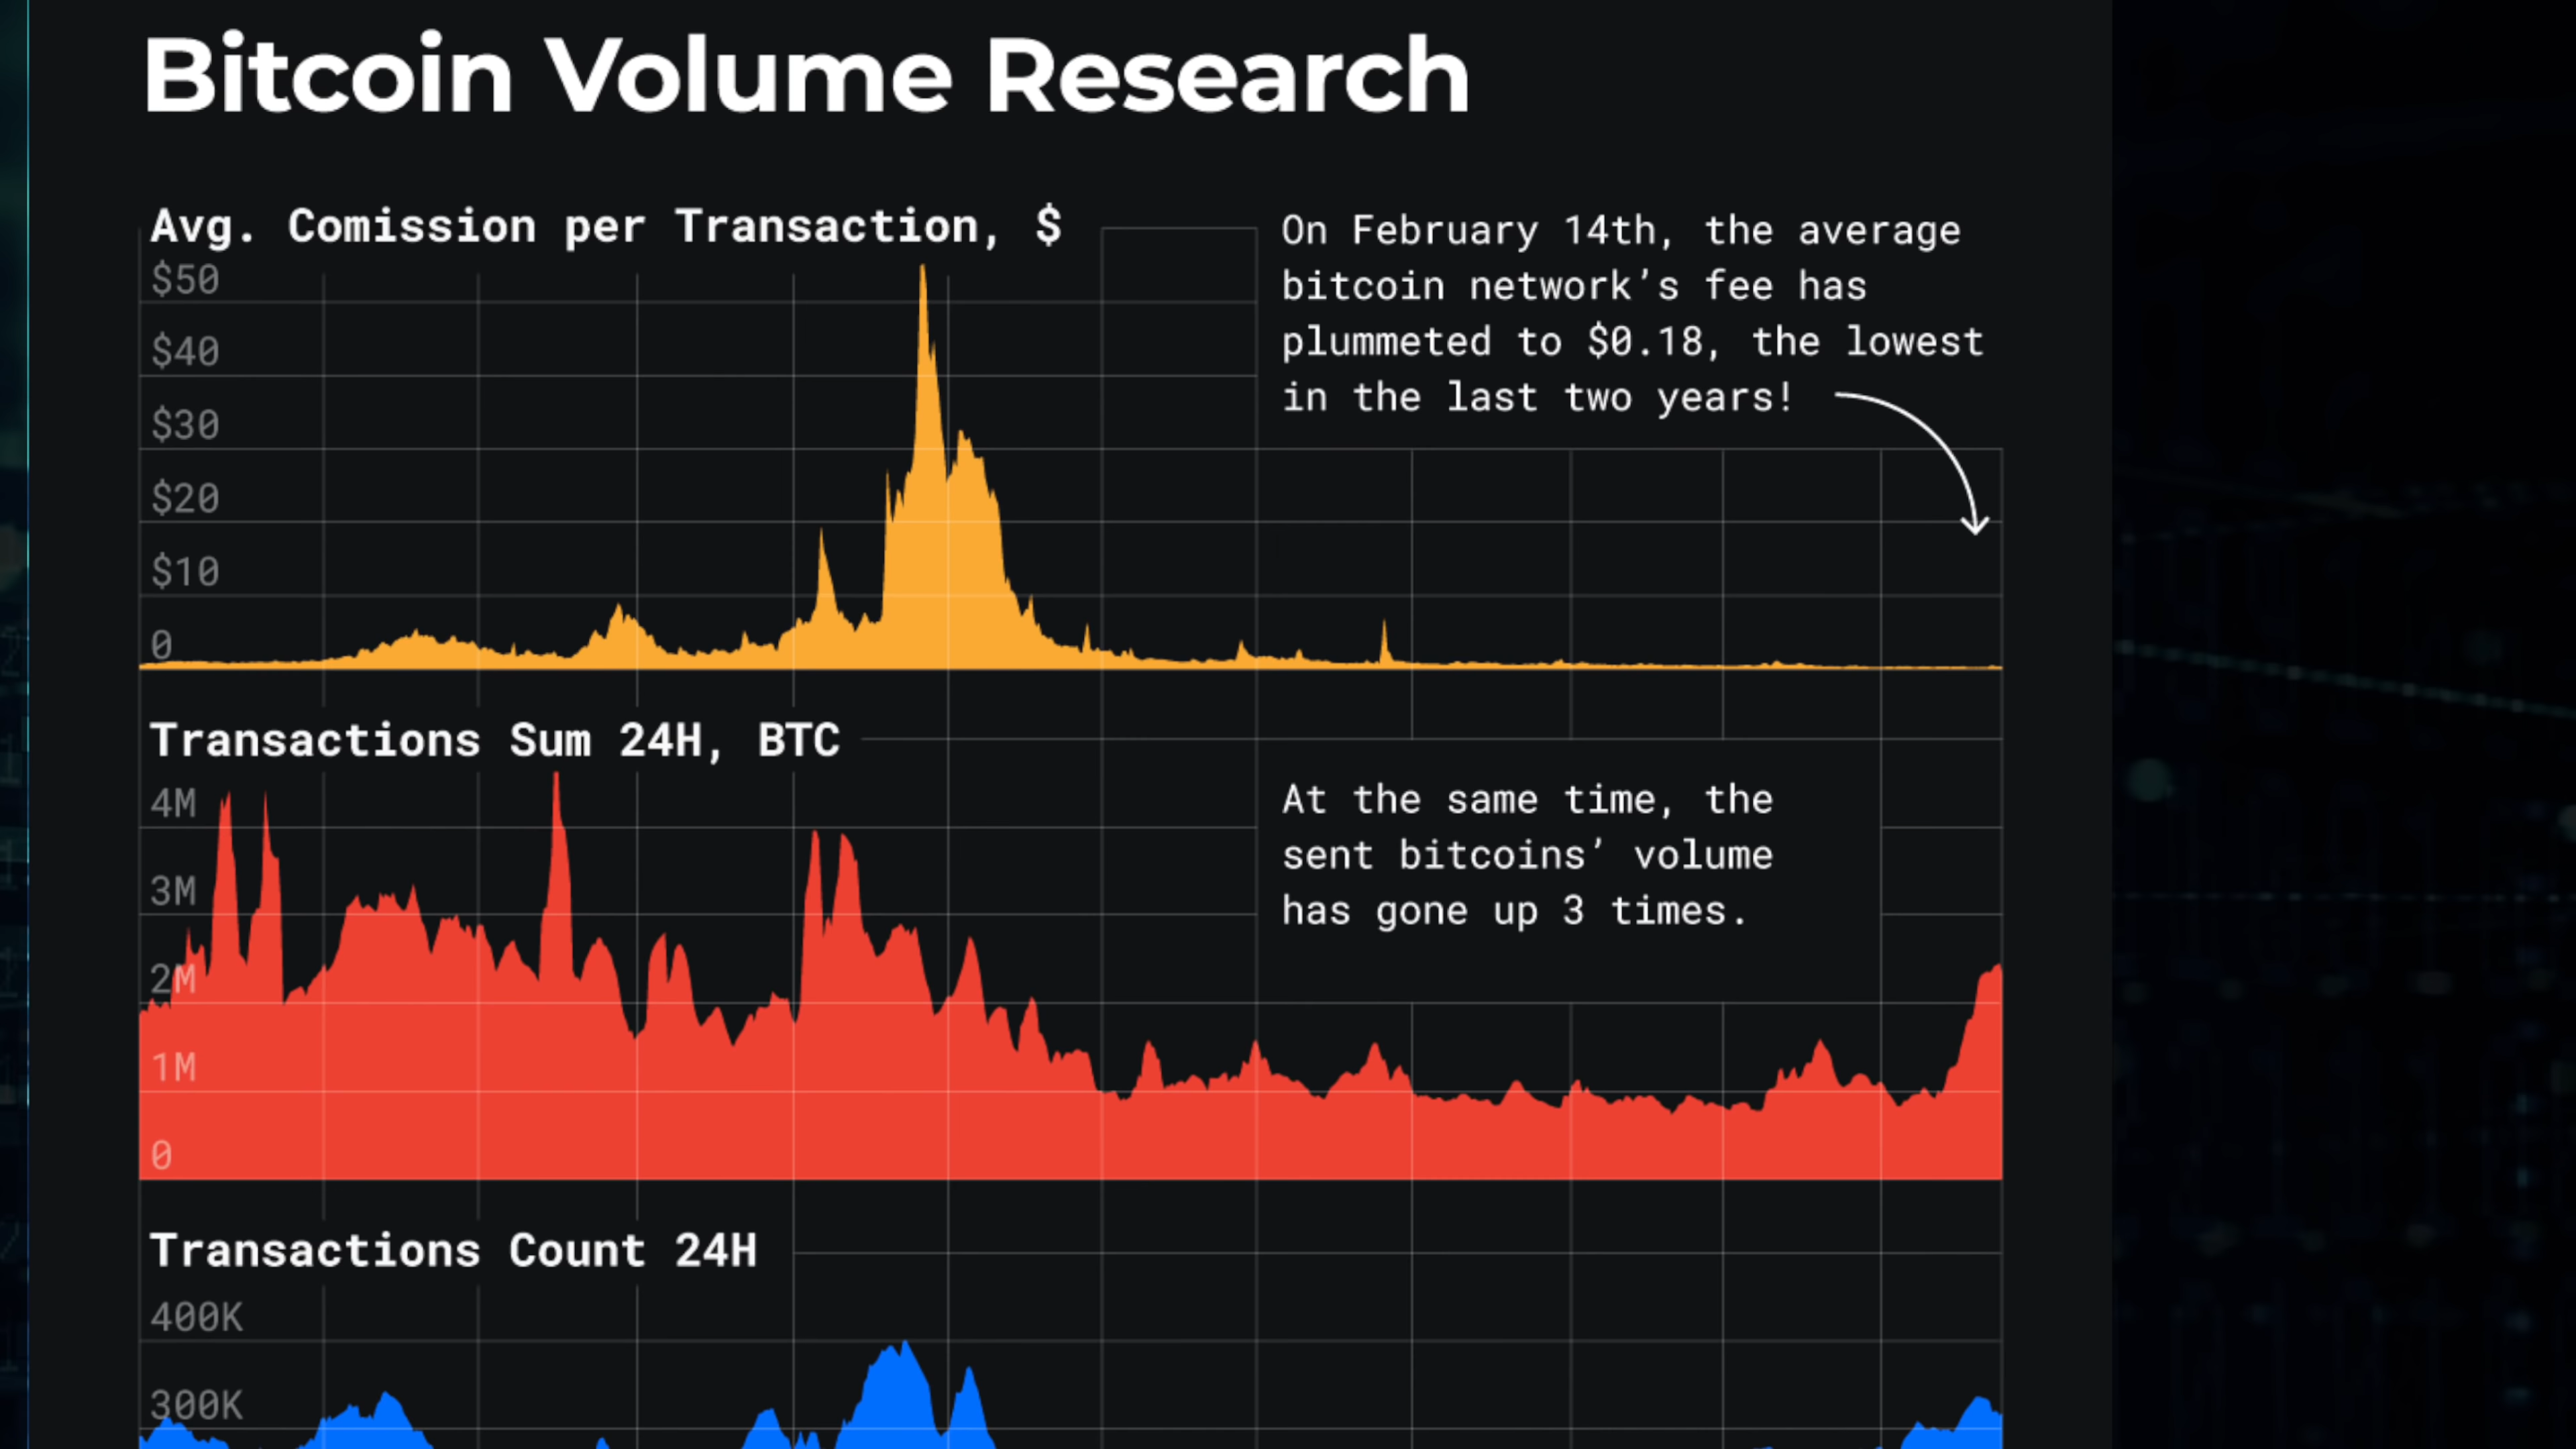 Bitcoin Volume Research
Avg. Comission per Transaction, $
$50
$40
$30
$20
$10
0
On February 14th, the average
bitcoin network’s fee has
plummeted to $0.18, the lowest
in the last two years!
Transactions Sum 24H, BTC
4M
3M
2M
1M
0
At the same time, the
sent bitcoins’ volume
has gone up 3 times.
Transactions Count 24H
400K
300K